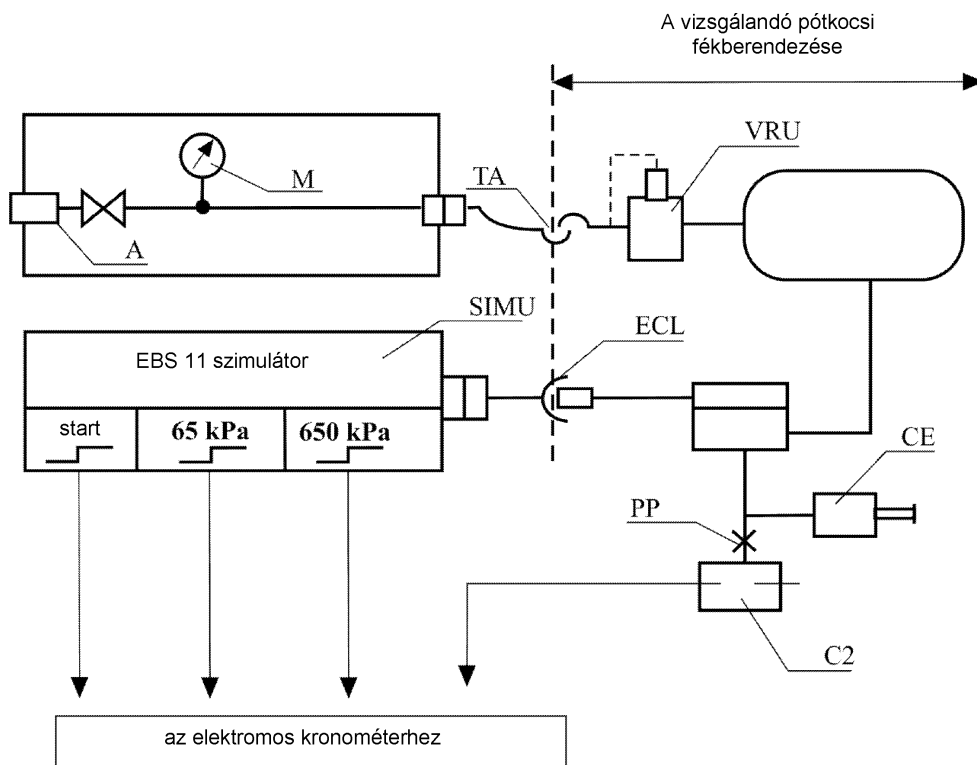 A vizsgálandó pótkocsi
fékberendezése
VRU
M
TA
A
SIMU
ECL
EBS 11 szimulátor
start
65 kPa
650 kPa
CE
PP
C2
az elektromos kronométerhez